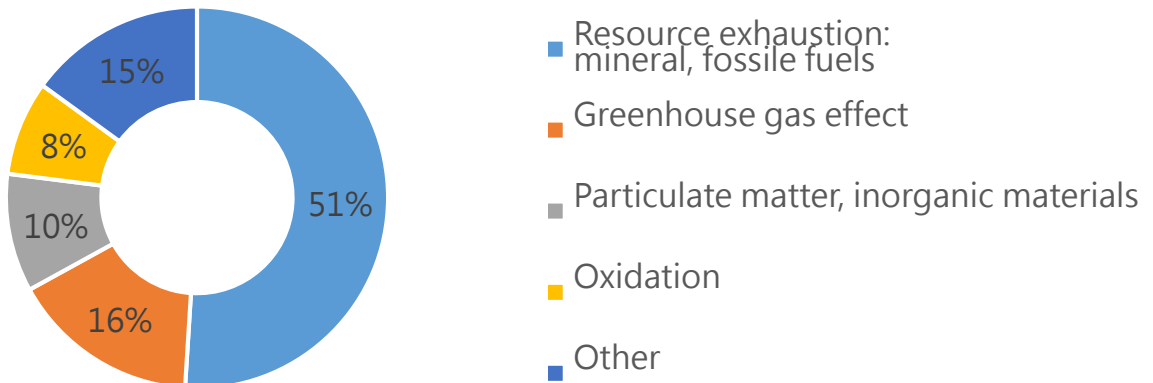 15%
8%
10%
16%
51%
Resource exhaustion:
mineral, fossile fuels
Greenhouse gas effect
Particulate matter, inorganic materials
Oxidation
Other